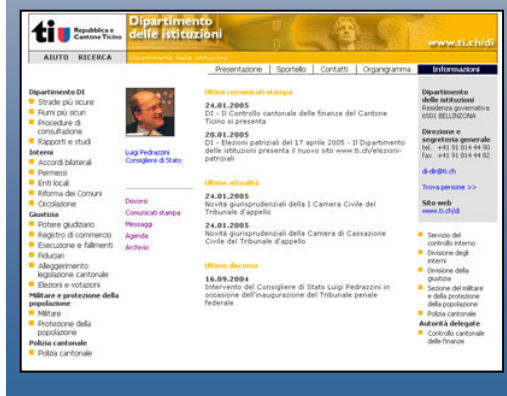 ti
Repubblica e
Cantone Ticino
Dipartimento
delle istituzioni
www.ti.ch/di
AIUTO RICERCA
Dipartimento delle istituzioni
Presentazione Sportello Contatti Organigramma Informazioni
Dipartimento DI
Strade più sicure
Fiumi più sicuri
Procedure di
consultazione
Rapporti e studi
Interni
Accordi bilaterali
Permessi
Enti locali
Riforma dei Comuni
Circolazione
Giustizia
Potere giudiziario
Registro di commercio
Esecuzione e fallimenti
Fiduciari
Alleggerimento
legislazione cantonale
Elezioni e votazioni
Militare e protezione della
popolazione
Militare
Protezione della
popolazione
Polizia cantonale
Polizia cantonale
Luigi Pedrazzini
Consigliere di Stato
Discorsi
Comunicati stampa
Messaggi
Agenda
Archivio
Ultimi comunicati stampa
24.01.2005
DI - Il Controllo cantonale delle finanze del Cantone
Ticino si presenta
20.01.2005
DI - Elezioni patriziali del 17 aprile 2005 - Il Dipartimento
delle istituzioni presenta il nuovo sito www.ti.ch/elezioni-
patriziali
Ultime attualità
24.01.2005
Novità giurisprudenziali della I Camera Civile del
Tribunale d'appello
24.01.2005
Novità giurisprudenziali della Camera di Cassazione
Civile del Tribunale d'appello
Ultimo discorso
16.09.2004
Intervento del Consigliere di Stato Luigi Pedrazzini in
occasione dell'inaugurazione del Tribunale penale
federale
Dipartimento
delle istituzioni
Residenza governativa
6501 BELLINZONA
Direzione e
segreteria generale
tel. +41 91 814 44 90
fax +41 91 814 44 82
di-dir@ti.ch
Trova persone >>
Sito web
www.ti.ch/di
Servizio del
controllo interno
Divisione degli
interni
Divisione della
giustizia
Sezione del militare
e della protezione
della popolazione
Polizia cantonale
Autorità delegate
Controllo cantonale
delle finanze